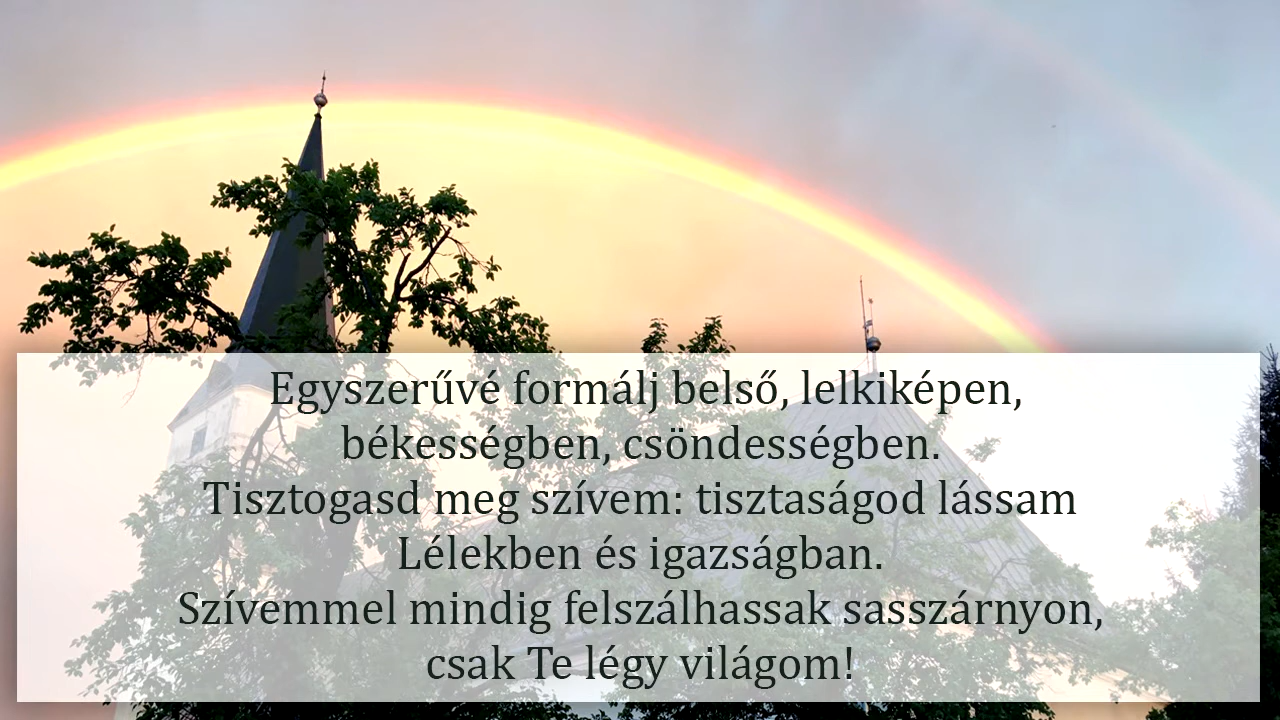 Egyszerűvé formálj belső, lelkiképen,
békességben, csöndességben.
Tisztogasd meg szívem: tisztaságod lássam
Lélekben és igazságban.
Szívemmel mindig felszálhassak sasszárnyon,
csak Te légy világom!